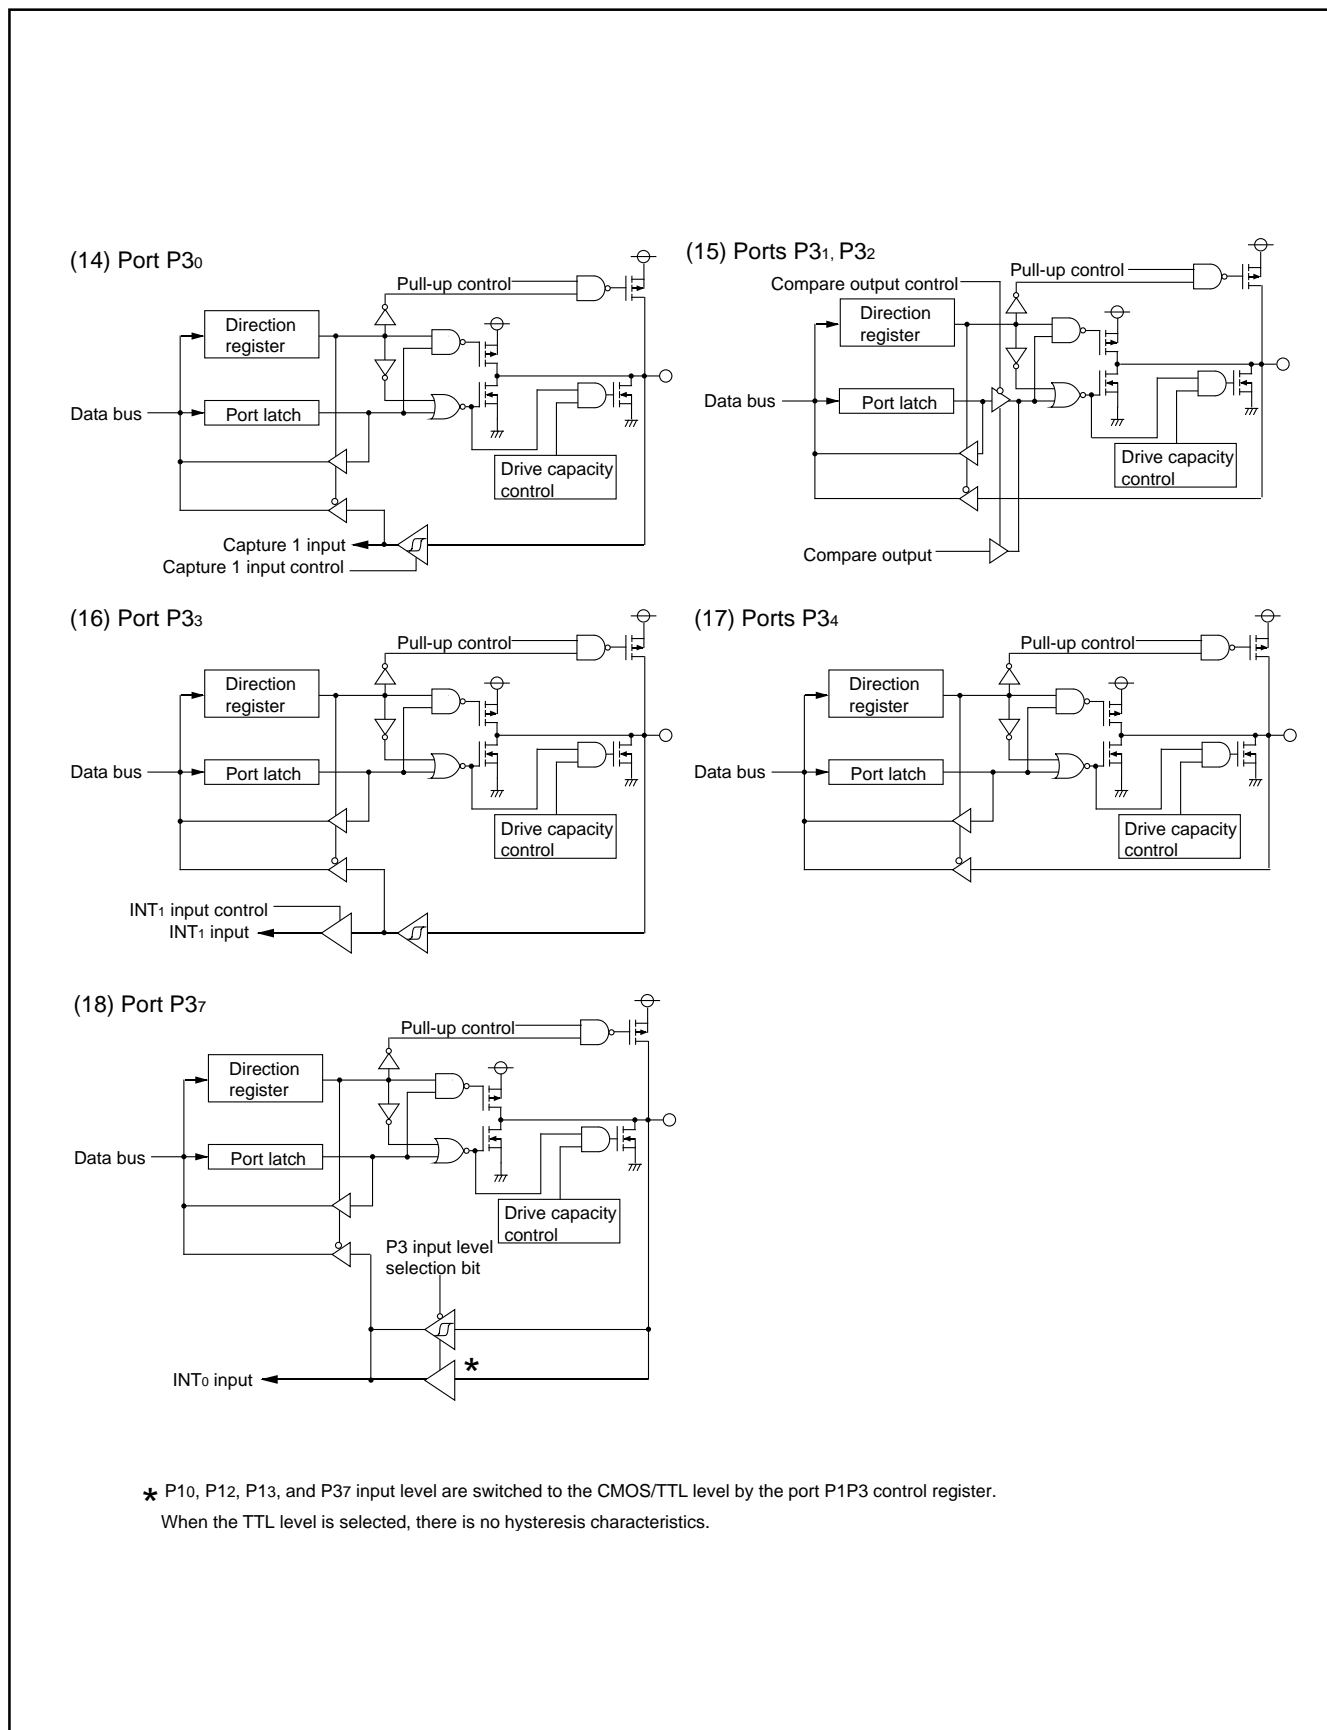 (14) Port P30
Pull-up control
Direction
register
Data bus
Port latch
Drive capacity
control
Capture 1 input
Capture 1 input control
(15) Ports P31, P32
Pull-up control
Compare output control
Direction
register
Data bus
Port latch
Drive capacity
control
Compare output
(16) Port P33
Pull-up control
Direction
register
Data bus
Port latch
Drive capacity
control
INT1 input control
INT1 input
(17) Ports P34
Pull-up control
Direction
register
Data bus
Port latch
Drive capacity
control
(18) Port P37
Pull-up control
Direction
register
Data bus
Port latch
Drive capacity
control
P3 input level
selection bit
*
INT0 input
* P10, P12, P13, and P37 input level are switched to the CMOS/TTL level by the port P1P3 control register.
When the TTL level is selected, there is no hysteresis characteristics.